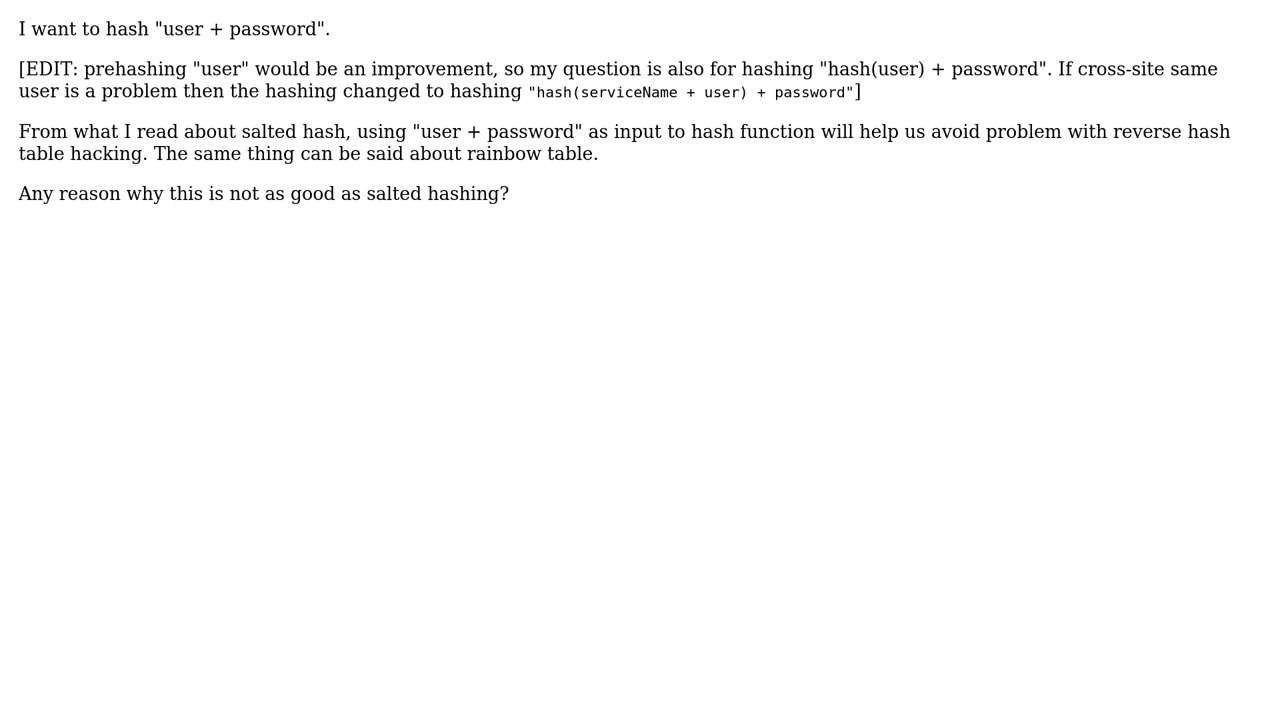 I want to hash "user + password".
[EDIT: prehashing "user" would be an improvement, so my question is also for hashing "hash(user) + password". If cross-site same
user is a problem then the hashing changed to hashing "hash(serviceName + user) + password"]
From what I read about salted hash, using "user + password" as input to hash function will help us avoid problem with reverse hash
table hacking. The same thing can be said about rainbow table.
Any reason why this is not as good as salted hashing?